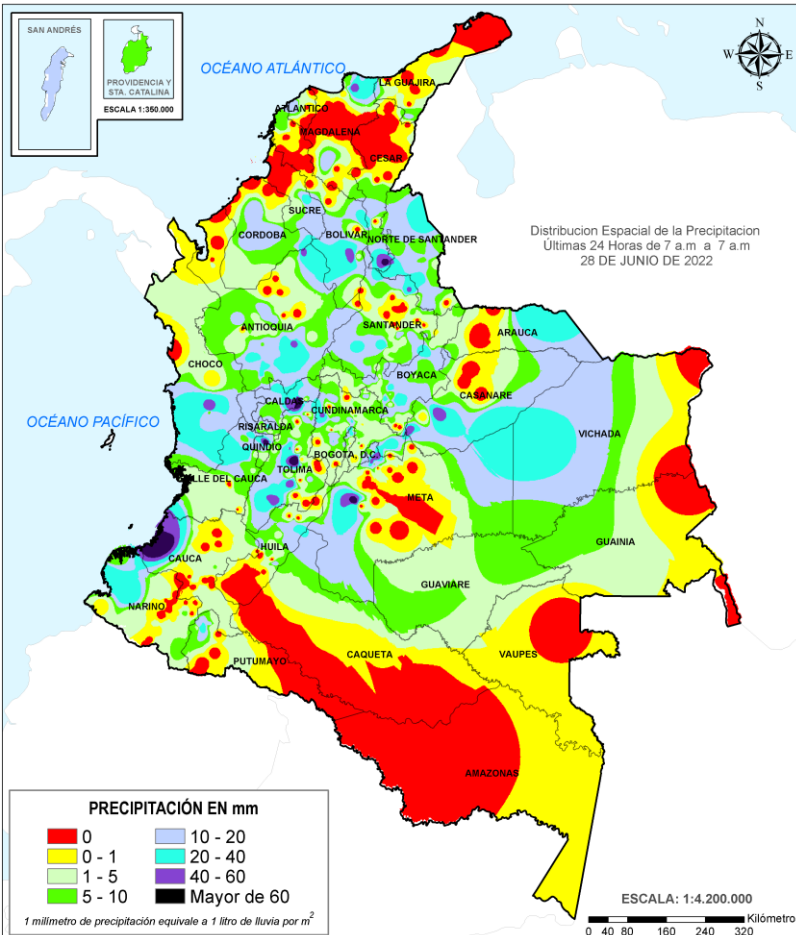 SAN ANDRÉS
PROVIDENCIA Y
STA. CATALINA
ESCALA 1:350.000
N
W
E
S
OCÉANO ATLÁNTICO
LA GUAJIRA
ATLANTICO
MAGDALENA
CESAR
SUCRE
CORDOBA
BOLIVAR
NORTE DE SANTANDER
Distribucion Espacial de la Precipitacion
Últimas 24 Horas de 7 a.m a 7 a.m
28 DE JUNIO DE 2022
ANTIOQUIA
SANTANDER
ARAUCA
CHOCO
BOYACA
CASANARE
CALDAS
CUNDINAMARCA
OCÉANO PACÍFICO
RISARALDA
VICHADA
QUINDIO
BOGOTA, D.C.
TOLIMA
VALLE DEL CAUCA
META
GUAINIA
HUILA
CAUCA
GUAVIARE
NARINO
CAQUETA
VAUPES
PUTUMAYO
AMAZONAS
PRECIPITACIÓN EN mm
0
10 - 20
0 - 1
20 - 40
1 - 5
40 - 60
5 - 10
Mayor de 60
1 milímetro de precipitación equivale a 1 litro de lluvia por m2
ESCALA: 1:4.200.000
Kilómetro
0 40 80 160 240 320